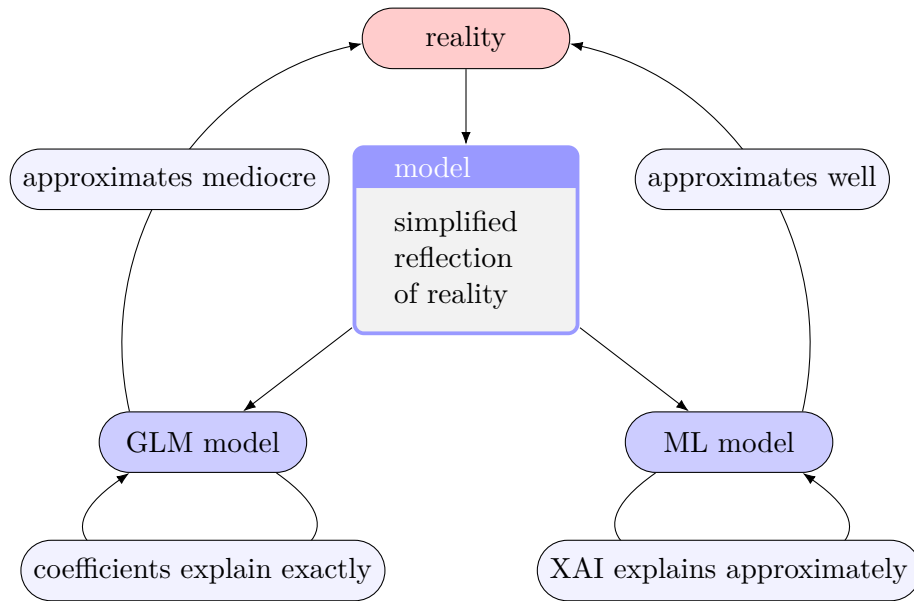 reality
model
approximates mediocre
approximates well
simplified
reflection
of reality
GLM model
ML model
coefficients explain exactly
XAI explains approximately